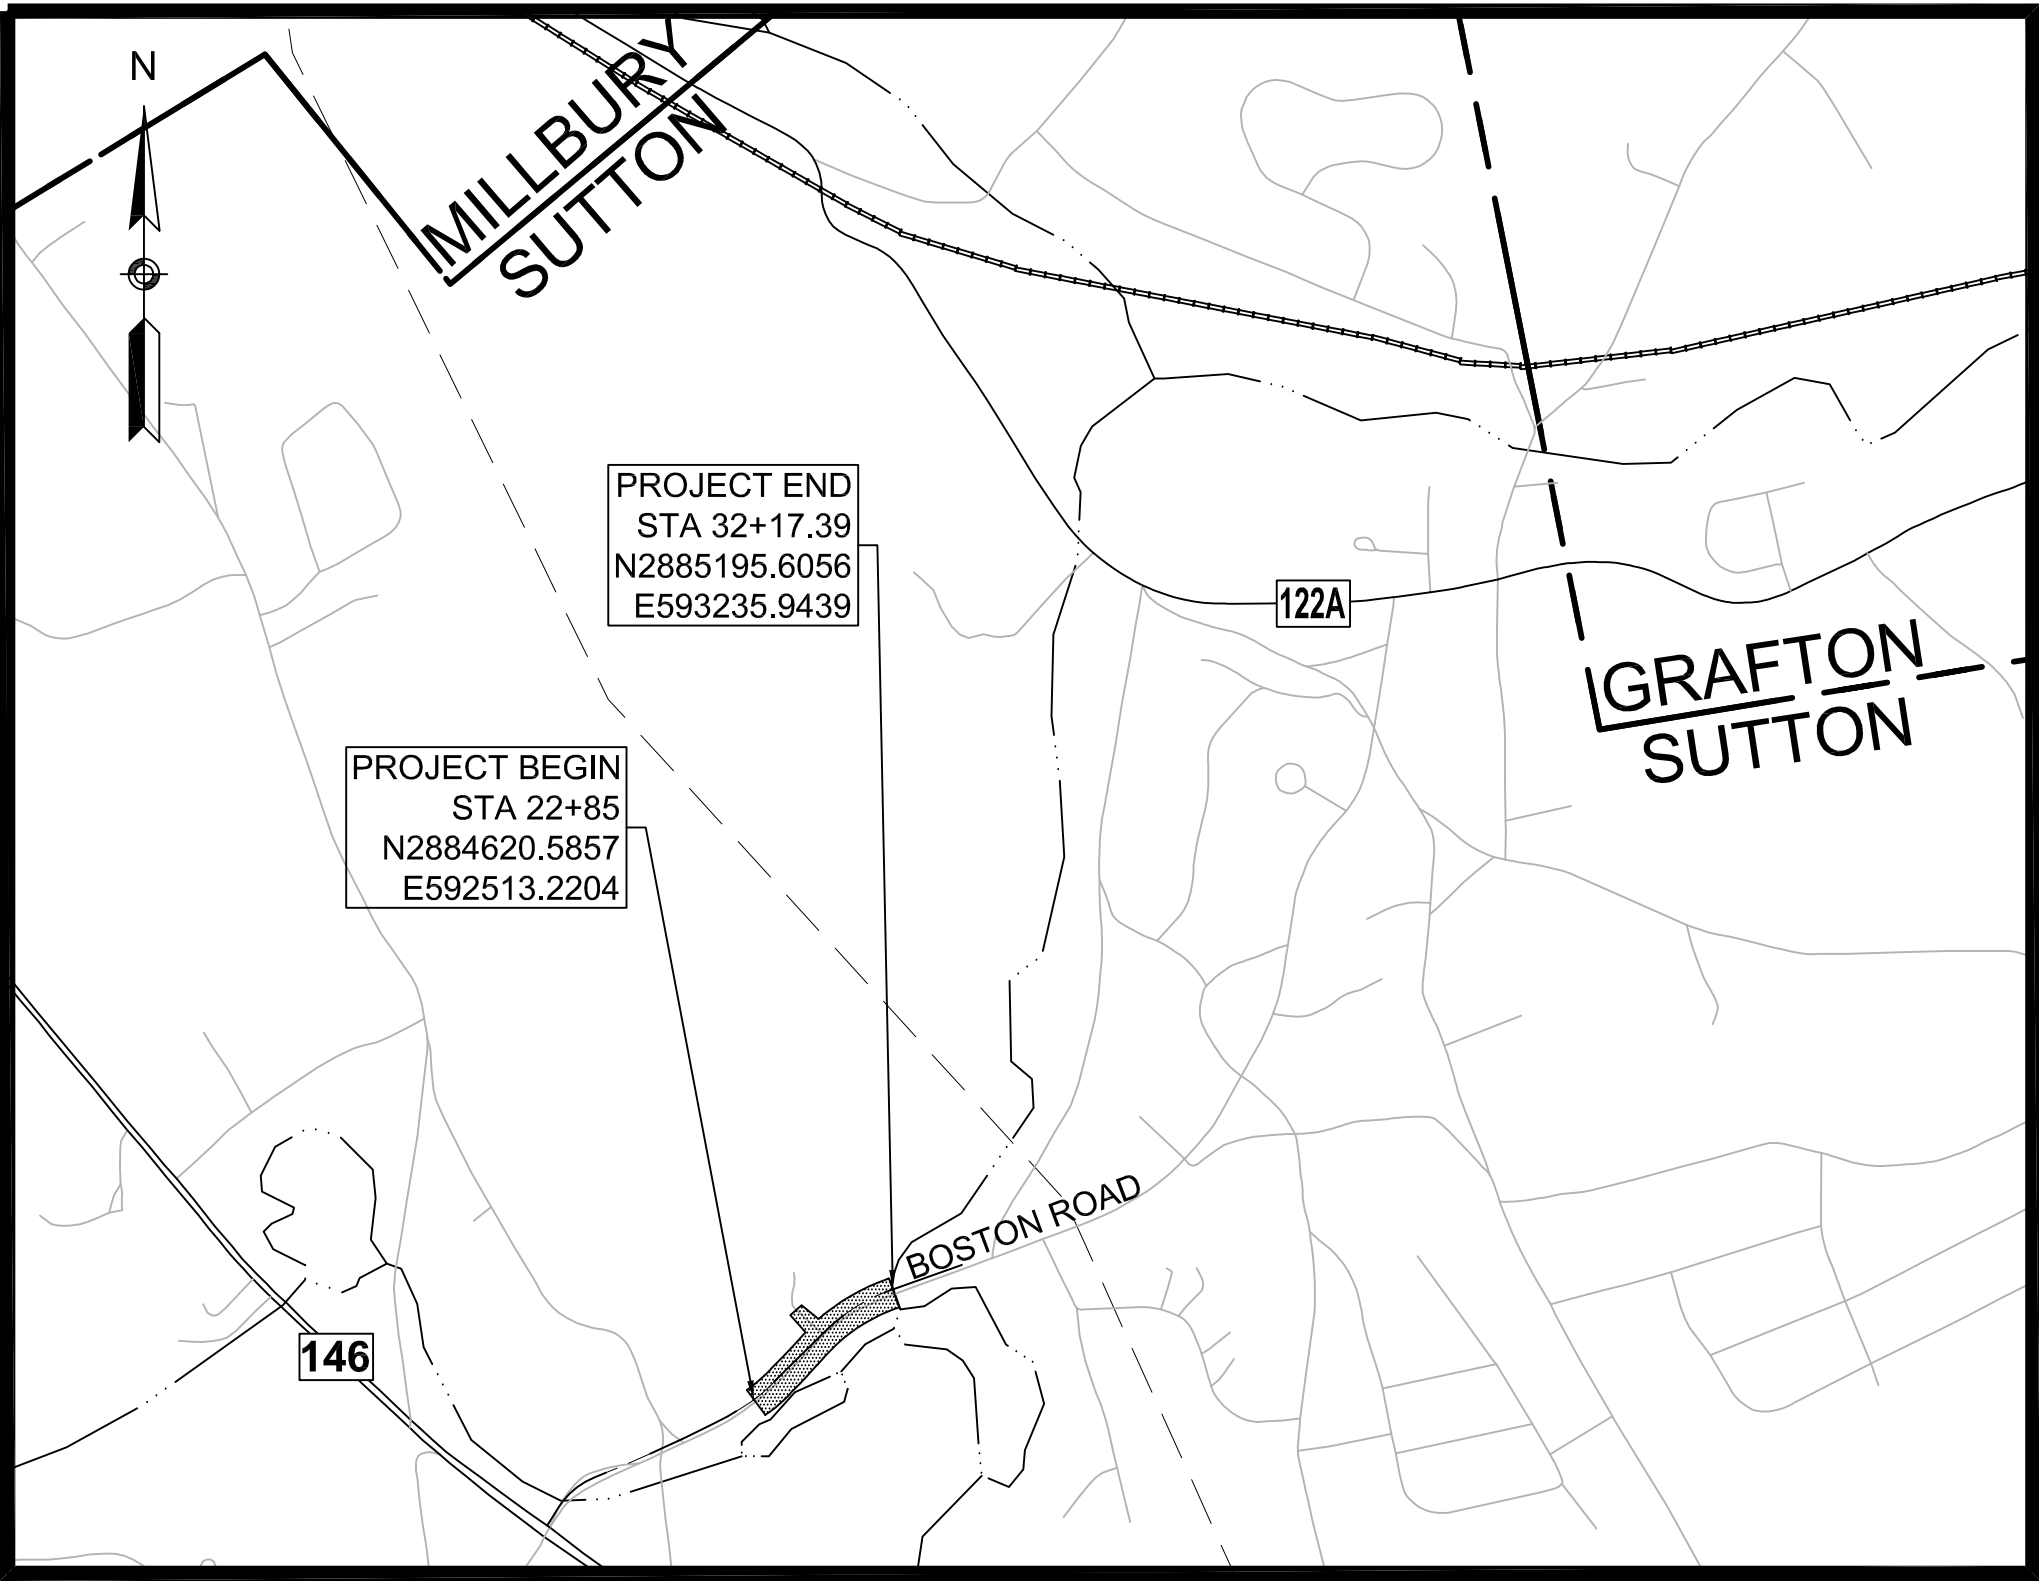 N
MILLBURY
SUTTON
PROJECT END
STA 32+17.39
N2885195.6056
E593235.9439
122A
GRAFTON
SUTTON
PROJECT BEGIN
STA 22+85
N2884620.5857
E592513.2204
BOSTON ROAD
146